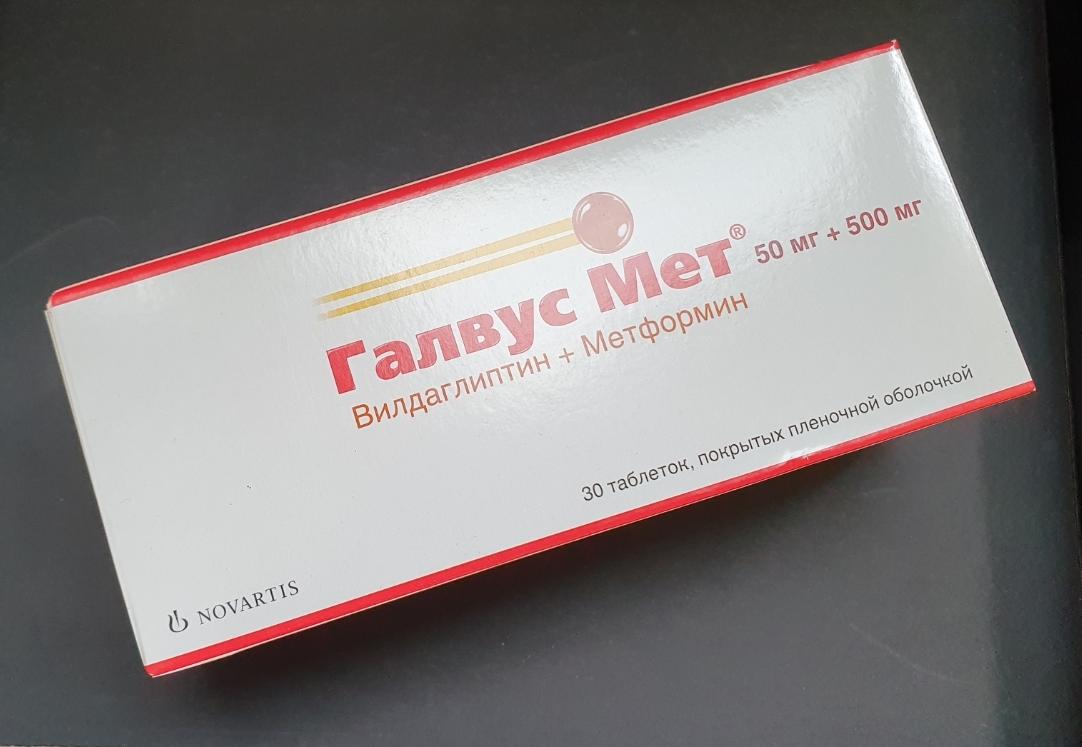 Галвус Мет® 50 мг + 500 мг
Вилдаглиптин + Метформин
30 таблеток, покрытых пленочной оболочкой
NOVARTIS